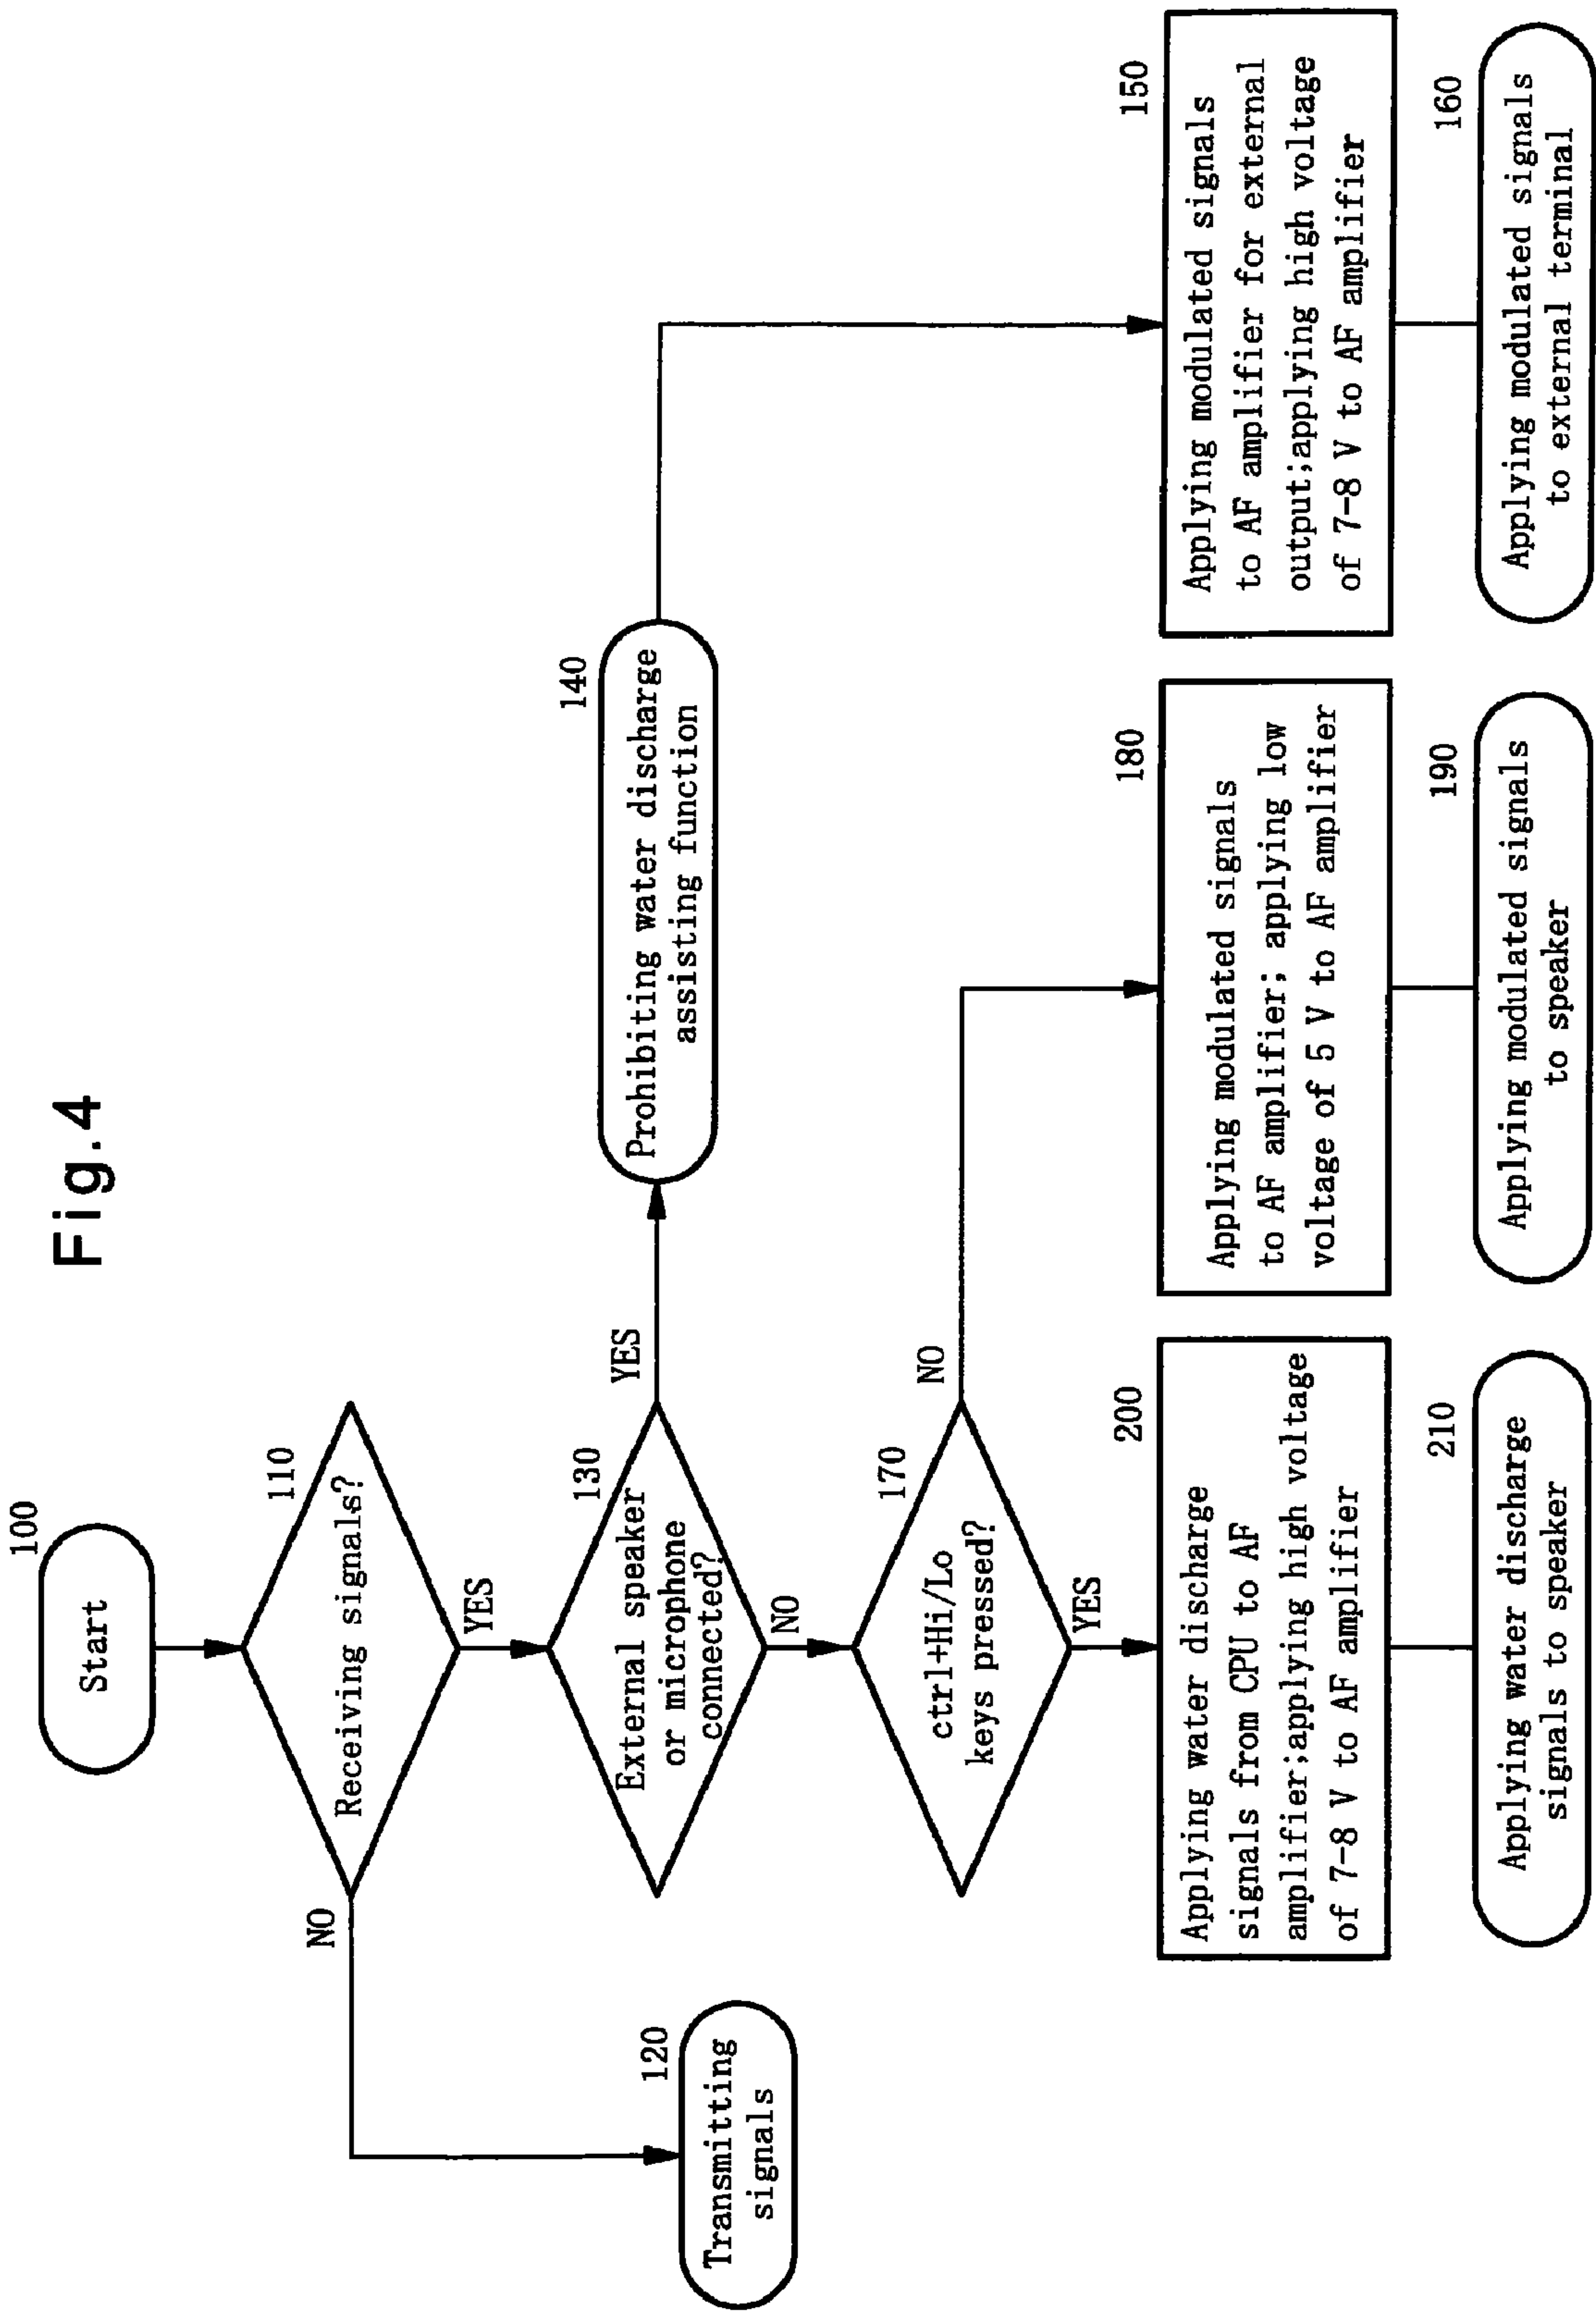 Fig.4
100
Start
110
Receiving signals?
NO
YES
120
Transmitting
signals
130
External speaker
or microphone
connected?
YES
NO
140
Prohibiting water discharge
assisting function
150
Applying modulated signals
to AF amplifier for external
output;applying high voltage
of 7-8 V to AF amplifier
160
Applying modulated signals
to external terminal
170
ctrl+Hi/Lo
keys pressed?
NO
YES
180
Applying modulated signals
to AF amplifier; applying low
voltage of 5 V to AF amplifier
190
Applying modulated signals
to speaker
200
Applying water discharge
signals from CPU to AF
amplifier;applying high voltage
of 7-8 V to AF amplifier
210
Applying water discharge
signals to speaker